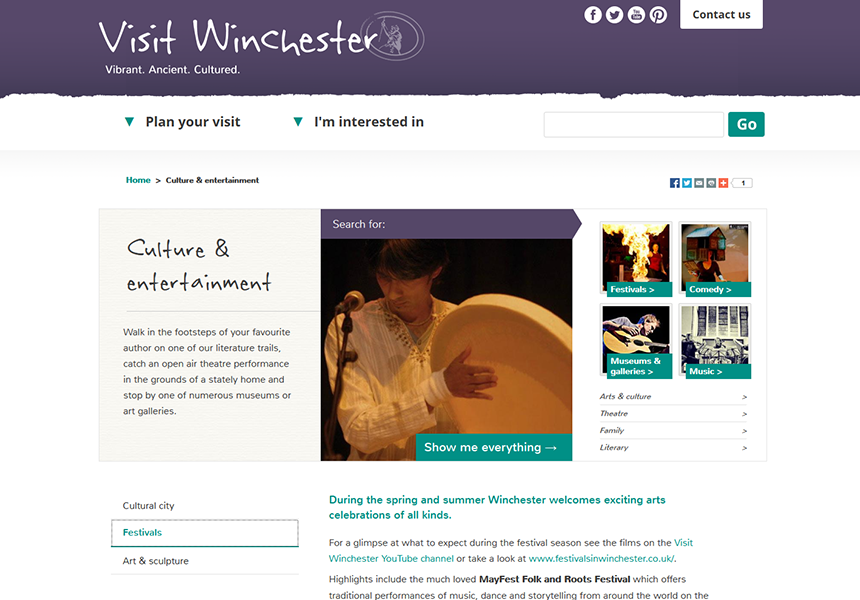 Visit Winchester
Vibrant. Ancient. Cultured.
Contact us
Plan your visit
I'm interested in
Go
Home > Culture & entertainment
1
Culture &
entertainment
Walk in the footsteps of your favourite
author on one of our literature trails,
catch an open air theatre performance
in the grounds of a stately home and
stop by one of numerous museums or
art galleries.
Search for:
Show me everything →
Festivals >
Comedy >
Museums &
galleries >
Music >
Arts & culture >
Theatre >
Family >
Literary >
Cultural city
Festivals
Art & sculpture
During the spring and summer Winchester welcomes exciting arts
celebrations of all kinds.
For a glimpse at what to expect during the festival season see the films on the Visit
Winchester YouTube channel or take a look at www.festivalsinwinchester.co.uk/.
Highlights include the much loved MayFest Folk and Roots Festival which offers
traditional performances of music, dance and storytelling from around the world on the